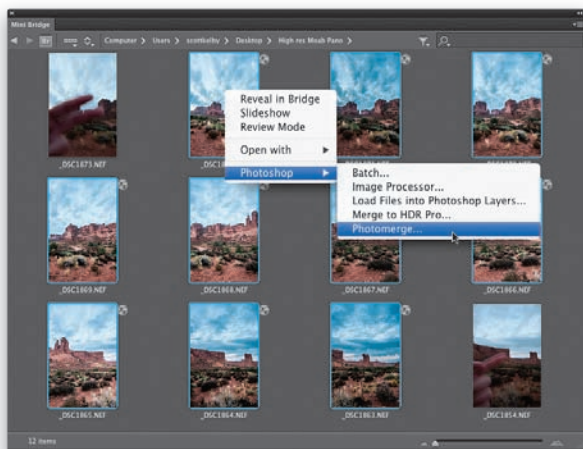 Mini Bridge
Computer > Users > scottkelby > Desktop > High res Moab Pano >
_DSC1873.NEF
Reveal in Bridge
Slideshow
Review Mode
Open with
Photoshop
Batch...
Image Processor...
Load Files into Photoshop Layers...
Merge to HDR Pro...
Photomerge...
_DSC1869.NEF
_DSC1868.NEF
_DSC1867.NEF
_DSC1866.NEF
_DSC1865.NEF
_DSC1864.NEF
_DSC1863.NEF
_DSC1854.NEF
12 items